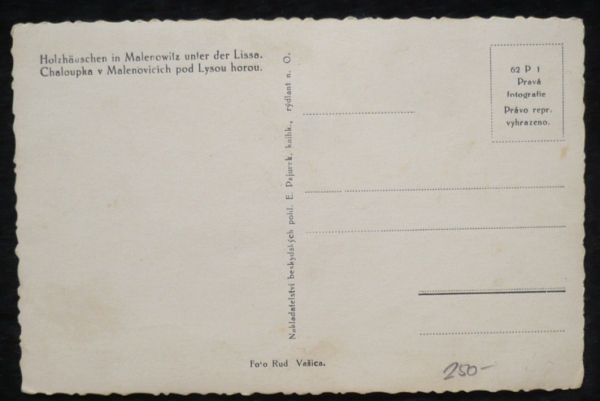 Holzhäuschen in Malenowitz unter der Lissa.
Chaloupka v Malenovicích pod Lysou horou.
Nakladatelství beskydských pohl. E. Dejurek, knihk., rýdlant n. O.
62 P 1
Pravá
fotografie
Právo repr.
vyhrazeno.
Foto Rud Vašica.
250-